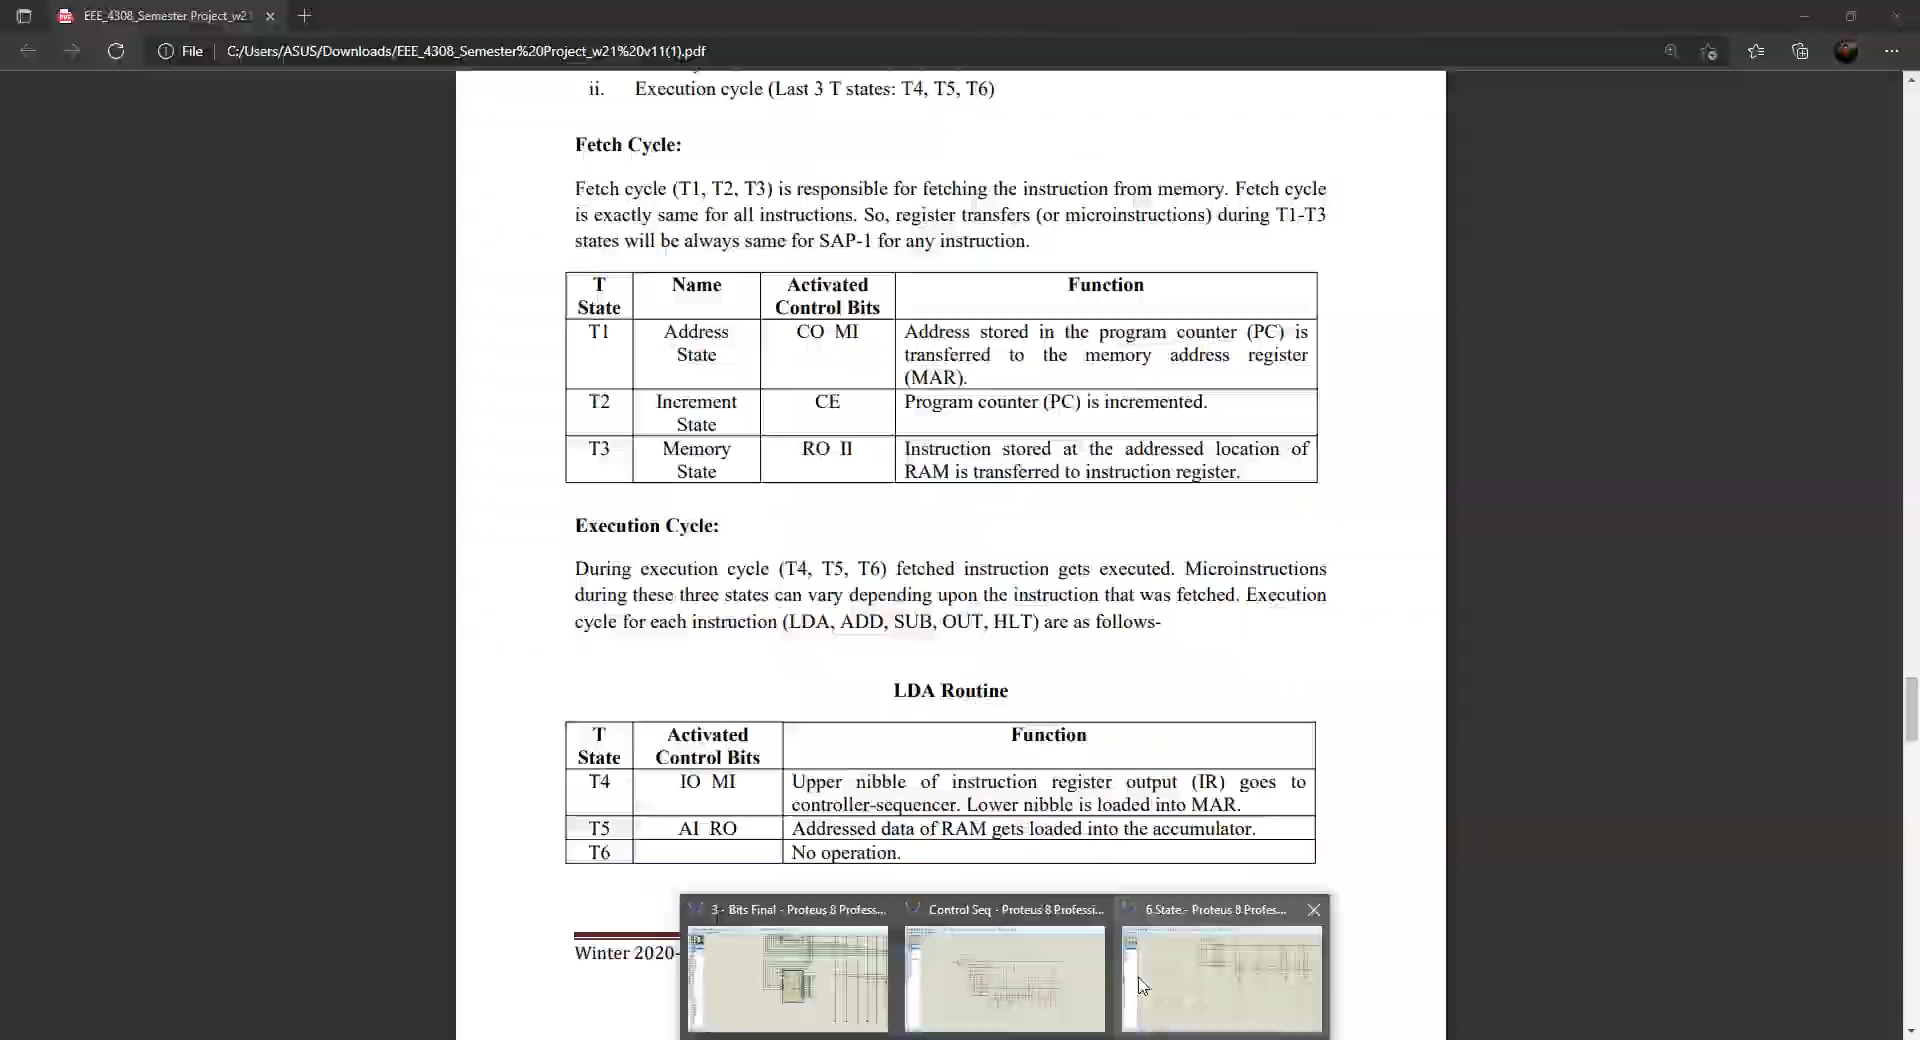 EEE_4308_Semester Project_w21
File
C:/Users/ASUS/Downloads/EEE_4308_Semester%20Project_w21%20v11(1).pdf
ii. Execution cycle (Last 3 T states: T4, T5, T6)
Fetch Cycle:
Fetch cycle (T1, T2, T3) is responsible for fetching the instruction from memory. Fetch cycle
is exactly same for all instructions. So, register transfers (or microinstructions) during T1-T3
states will be always same for SAP-1 for any instruction.
T State Name Activated Control Bits Function
T1 Address State CO MI Address stored in the program counter (PC) is
transferred to the memory address register
(MAR).
T2 Increment State CE Program counter (PC) is incremented.
T3 Memory State RO II Instruction stored at the addressed location of
RAM is transferred to instruction register.
Execution Cycle:
During execution cycle (T4, T5, T6) fetched instruction gets executed. Microinstructions
during these three states can vary depending upon the instruction that was fetched. Execution
cycle for each instruction (LDA, ADD, SUB, OUT, HLT) are as follows-
LDA Routine
T State Activated Control Bits Function
T4 IO MI Upper nibble of instruction register output (IR) goes to
controller-sequencer. Lower nibble is loaded into MAR.
T5 AI RO Addressed data of RAM gets loaded into the accumulator.
T6 No operation.
3 - Bits Final - Proteus 8 Profess...
Control Seq - Proteus 8 Professi...
6 State - Proteus 8 Profes...
Winter 2020-